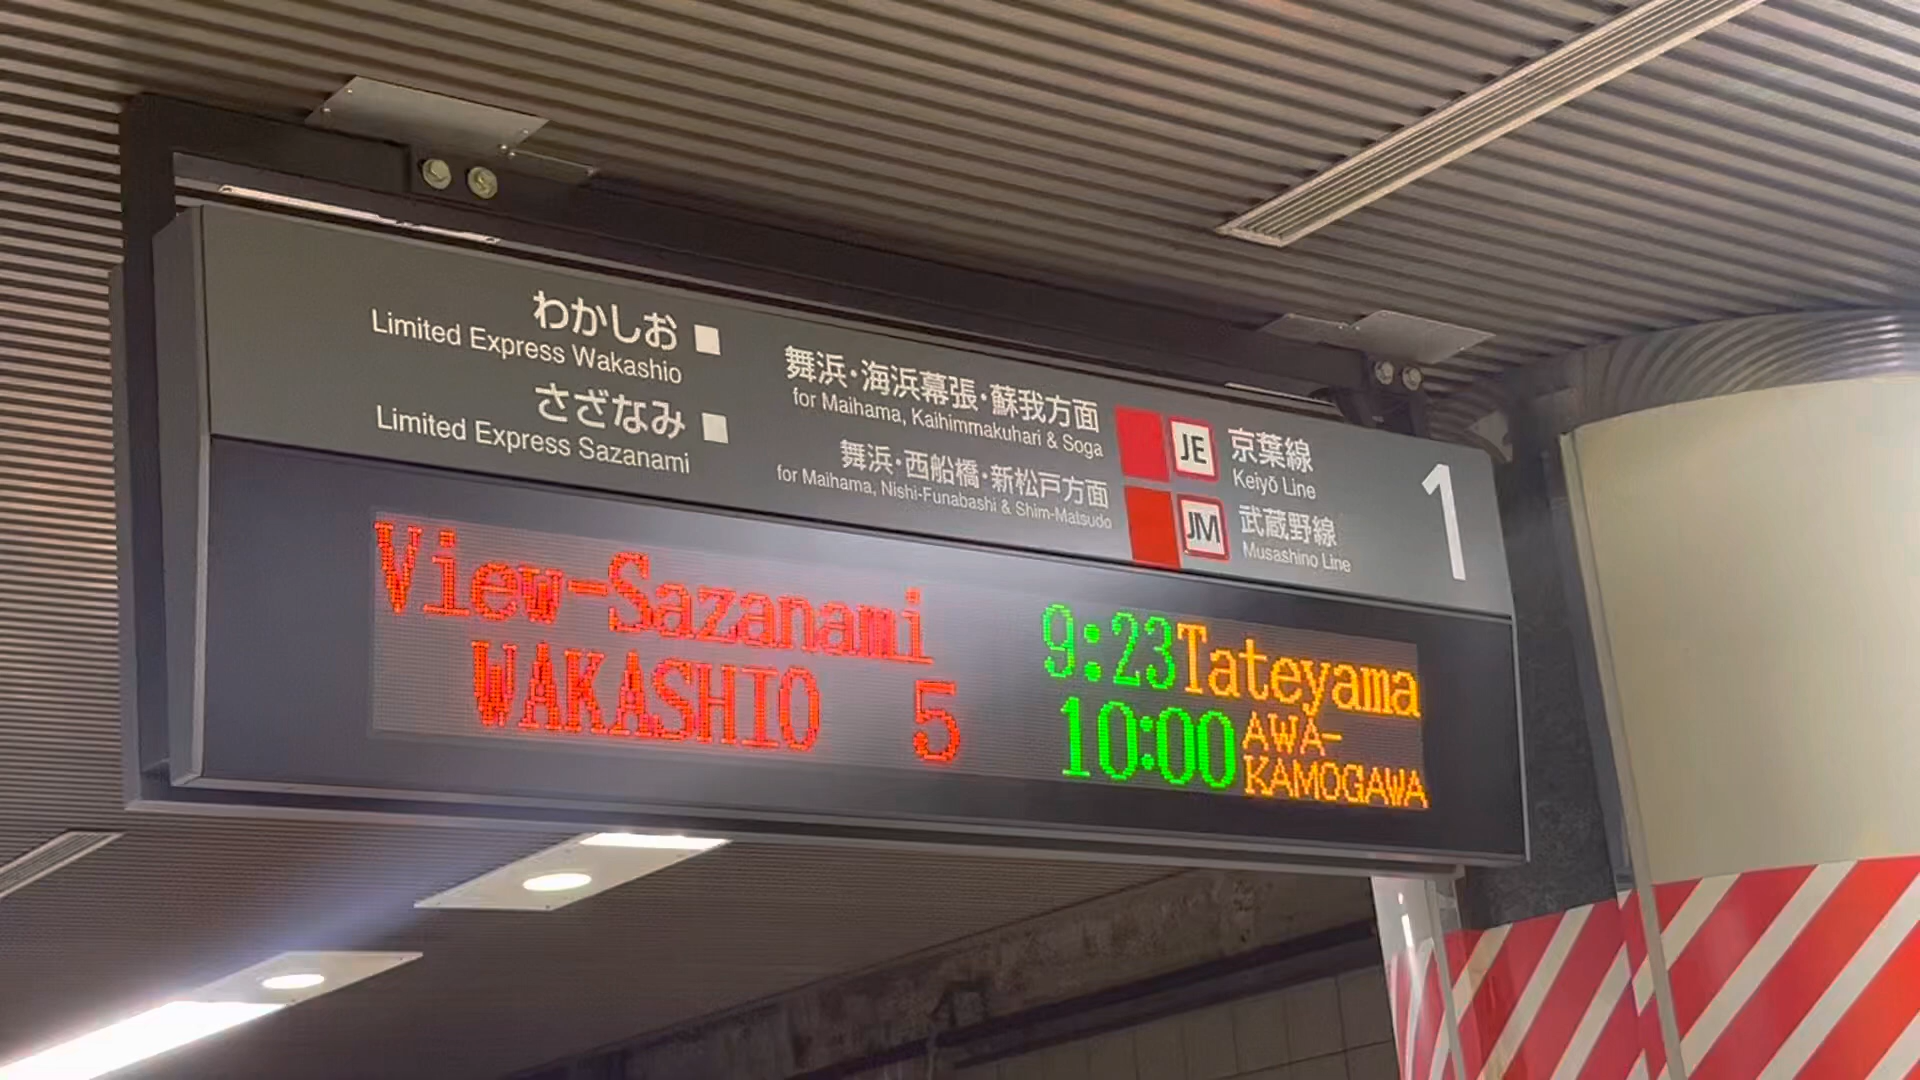 わかしお ■
Limited Express Wakashio
さざなみ ■
Limited Express Sazanami
舞浜・海浜幕張・蘇我方面
for Maihama, Kaihimmakuhari & Soga
JE 京葉線
Keiyō Line
舞浜・西船橋・新松戸方面
for Maihama, Nishi-Funabashi & Shim-Matsudo
JM 武蔵野線
Musashino Line
1
View-Sazanami 9:23 Tateyama
WAKASHIO 5 10:00 AWA-
KAMOGAWA